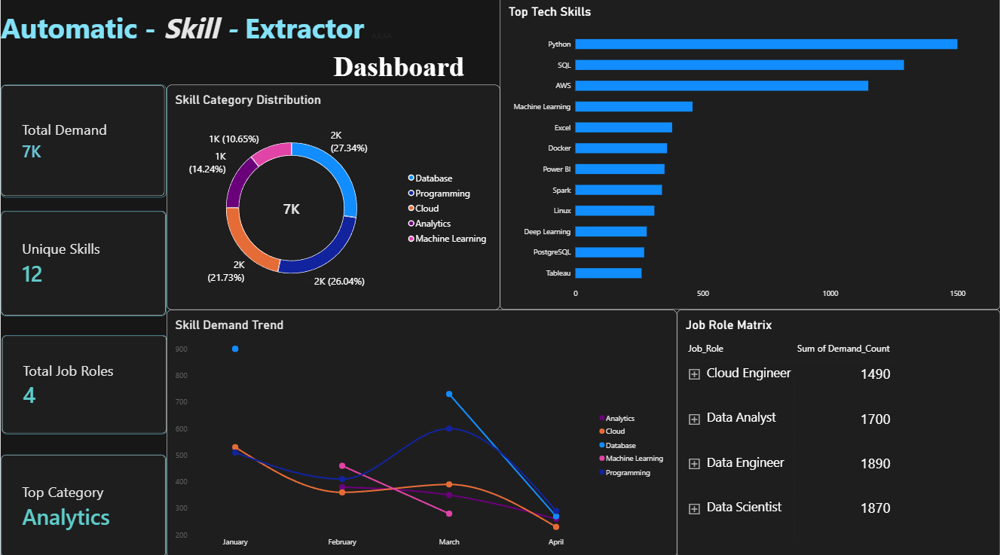 Automatic - Skill - Extractor
Dashboard
Total Demand
7K
Unique Skills
12
Total Job Roles
4
Top Category
Analytics
Skill Category Distribution
1K (10.65%)
2K
(27.34%)
1K
(14.24%)
7K
2K
(21.73%)
2K (26.04%)
Database
Programming
Cloud
Analytics
Machine Learning
Top Tech Skills
Python
SQL
AWS
Machine Learning
Excel
Docker
Power BI
Spark
Linux
Deep Learning
PostgreSQL
Tableau
0 500 1000 1500
Skill Demand Trend
900
800
700
600
500
400
300
200
January February March April
Analytics
Cloud
Database
Machine Learning
Programming
Job Role Matrix
Job_Role Sum of Demand_Count
Cloud Engineer 1490
Data Analyst 1700
Data Engineer 1890
Data Scientist 1870